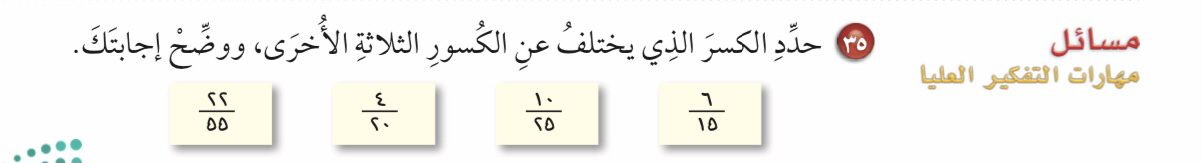 مسائل
مهارات التفكير العليا
٣٥ حدِّدِ الكسرَ الذِي يختلفُ عنِ الكُسورِ الثلاثةِ الأُخرَى، ووضِّحْ إجابتَكَ.
٦/١٥ ١٠/٢٥ ٤/٢٠ ٢٢/٥٥